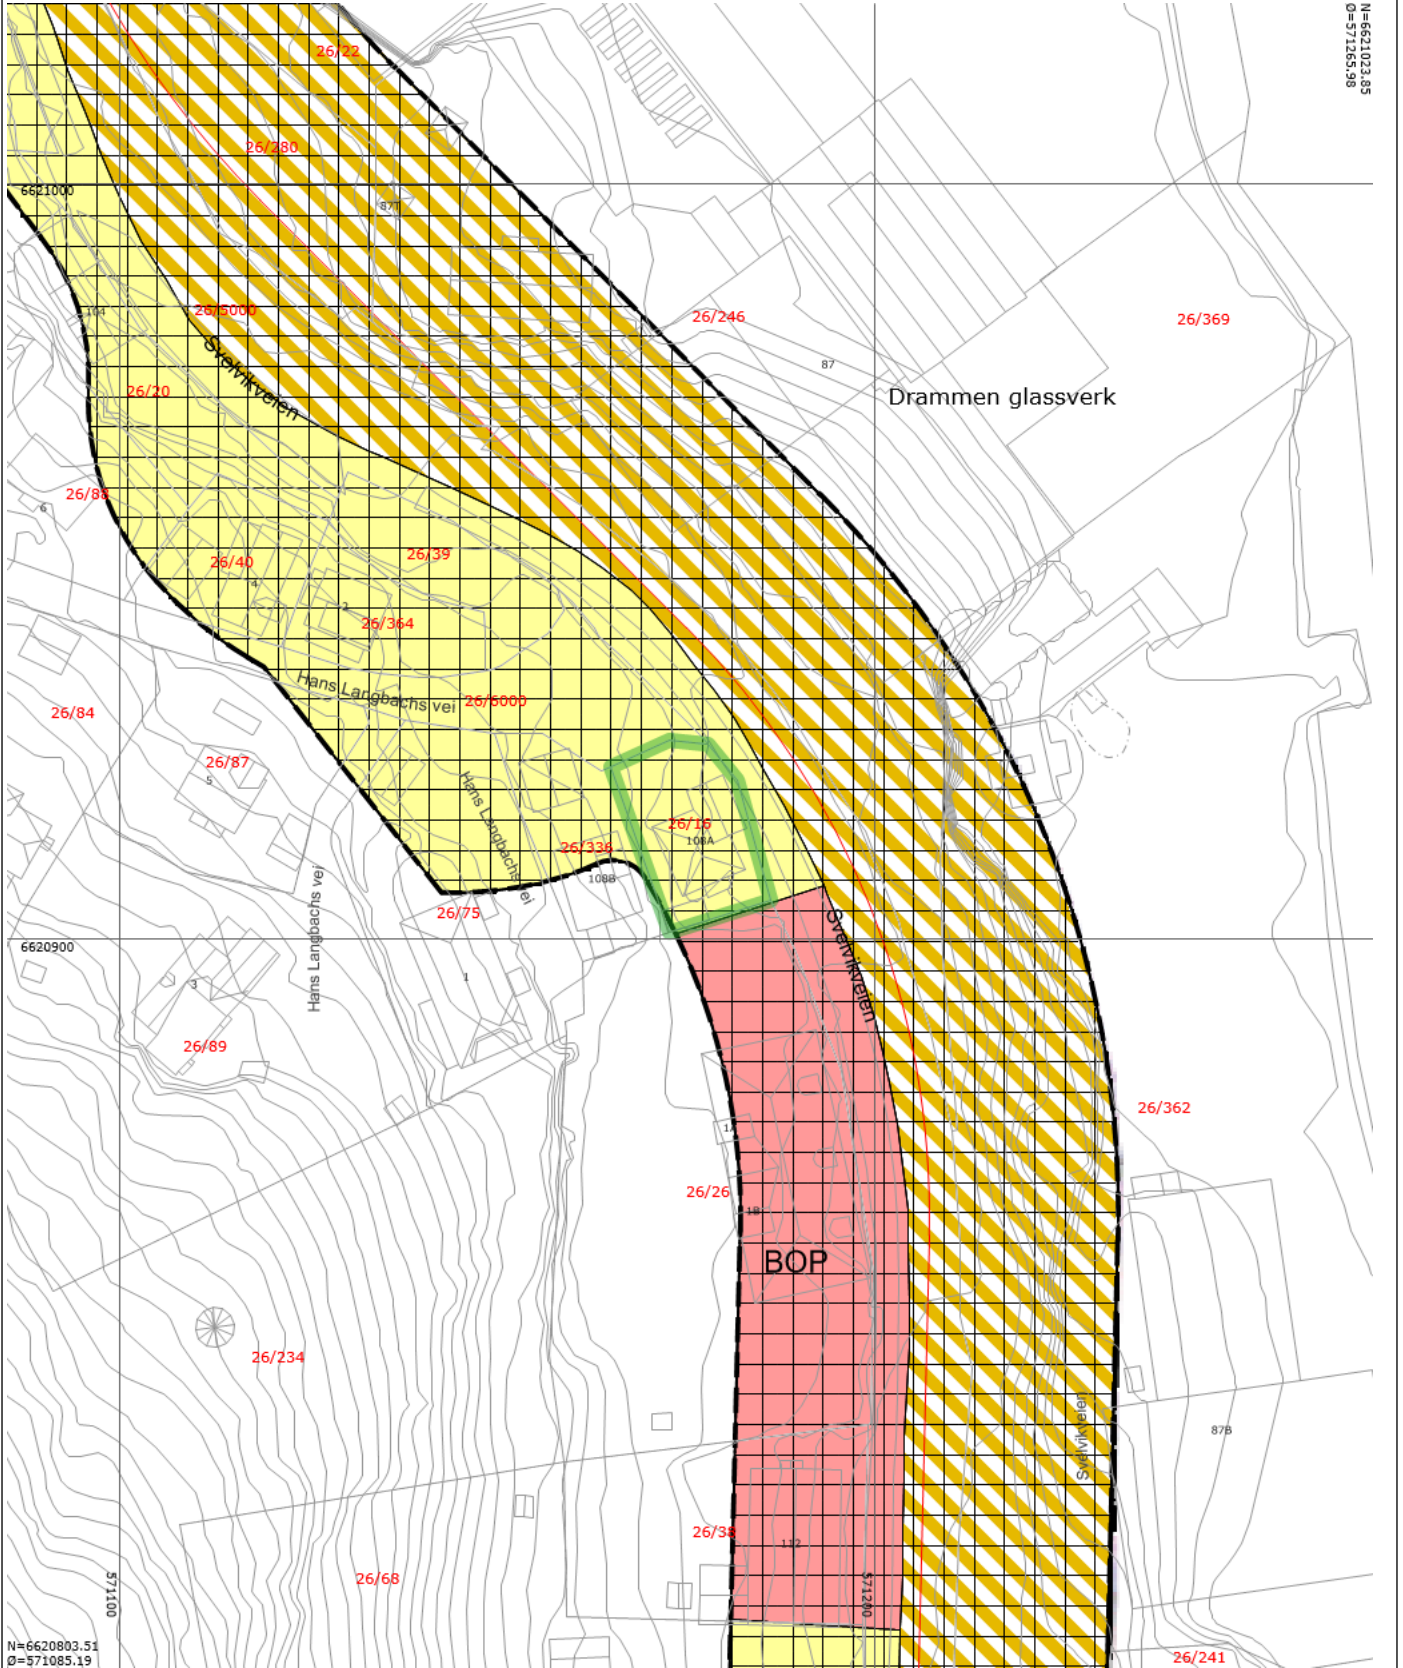 N=6621023.85
Ø=571265.98
26/22
26/280
6621000
87T
104
26/5000
26/246
26/369
Svelvikveien
87
26/20
Drammen glassverk
26/88
6
26/39
26/40
4
2
26/364
Hans Langbachs vei
26/6000
26/84
26/87
5
Hans Langbachs vei
26/16
108A
26/336
108B
Hans Langbachs vei
26/75
Svelvikveien
6620900
1
3
26/89
26/362
1A
26/26
1B
BOP
26/234
Svelvikveien
87B
26/38
112
26/68
571100
571200
N=6620803.51
Ø=571085.19
26/241